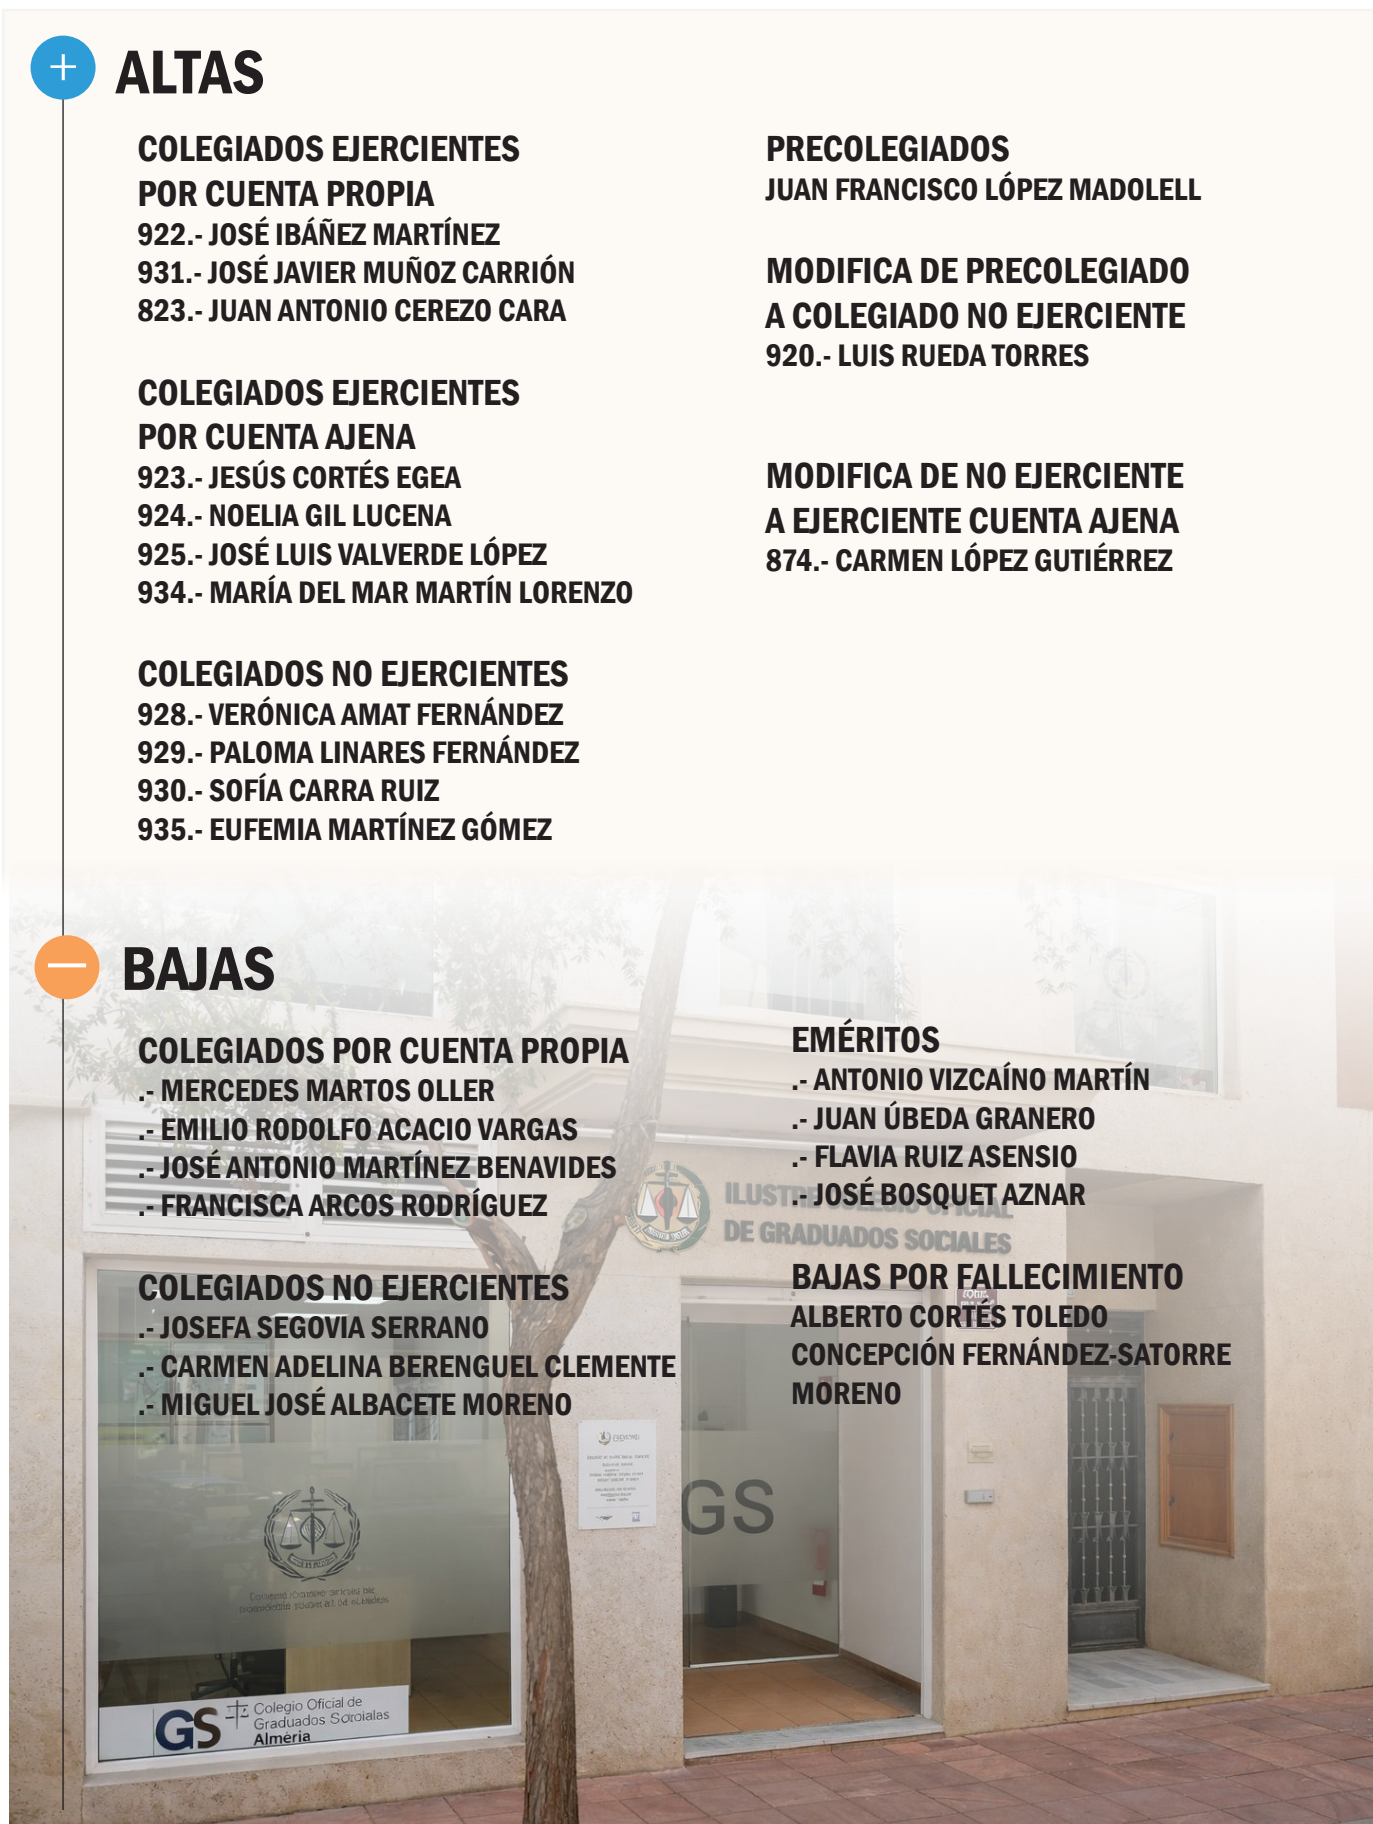 ALTAS
COLEGIADOS EJERCIENTES
POR CUENTA PROPIA
922.- JOSÉ IBÁÑEZ MARTÍNEZ
931.- JOSÉ JAVIER MUÑOZ CARRIÓN
823.- JUAN ANTONIO CEREZO CARA
COLEGIADOS EJERCIENTES
POR CUENTA AJENA
923.- JESÚS CORTÉS EGEA
924.- NOELIA GIL LUCENA
925.- JOSÉ LUIS VALVERDE LÓPEZ
934.- MARÍA DEL MAR MARTÍN LORENZO
COLEGIADOS NO EJERCIENTES
928.- VERÓNICA AMAT FERNÁNDEZ
929.- PALOMA LINARES FERNÁNDEZ
930.- SOFÍA CARRA RUIZ
935.- EUFEMIA MARTÍNEZ GÓMEZ
PRECOLEGIADOS
JUAN FRANCISCO LÓPEZ MADOLELL
MODIFICA DE PRECOLEGIADO
A COLEGIADO NO EJERCIENTE
920.- LUIS RUEDA TORRES
MODIFICA DE NO EJERCIENTE
A EJERCIENTE CUENTA AJENA
874.- CARMEN LÓPEZ GUTIÉRREZ
BAJAS
COLEGIADOS POR CUENTA PROPIA
.- MERCEDES MARTOS OLLER
.- EMILIO RODOLFO ACACIO VARGAS
.- JOSÉ ANTONIO MARTÍNEZ BENAVIDES
.- FRANCISCA ARCOS RODRÍGUEZ
COLEGIADOS NO EJERCIENTES
.- JOSEFA SEGOVIA SERRANO
.- CARMEN ADELINA BERENGUEL CLEMENTE
.- MIGUEL JOSÉ ALBACETE MORENO
EMÉRITOS
.- ANTONIO VIZCAÍNO MARTÍN
.- JUAN ÚBEDA GRANERO
.- FLAVIA RUIZ ASENSIO
.- JOSÉ BOSQUET AZNAR
BAJAS POR FALLECIMIENTO
ALBERTO CORTÉS TOLEDO
CONCEPCIÓN FERNÁNDEZ-SATORRE
MORENO
ILUSTRE COLEGIO OFICIAL
DE GRADUADOS SOCIALES
GS
GS
Colegio Oficial de
Graduados Soroialas
Almería